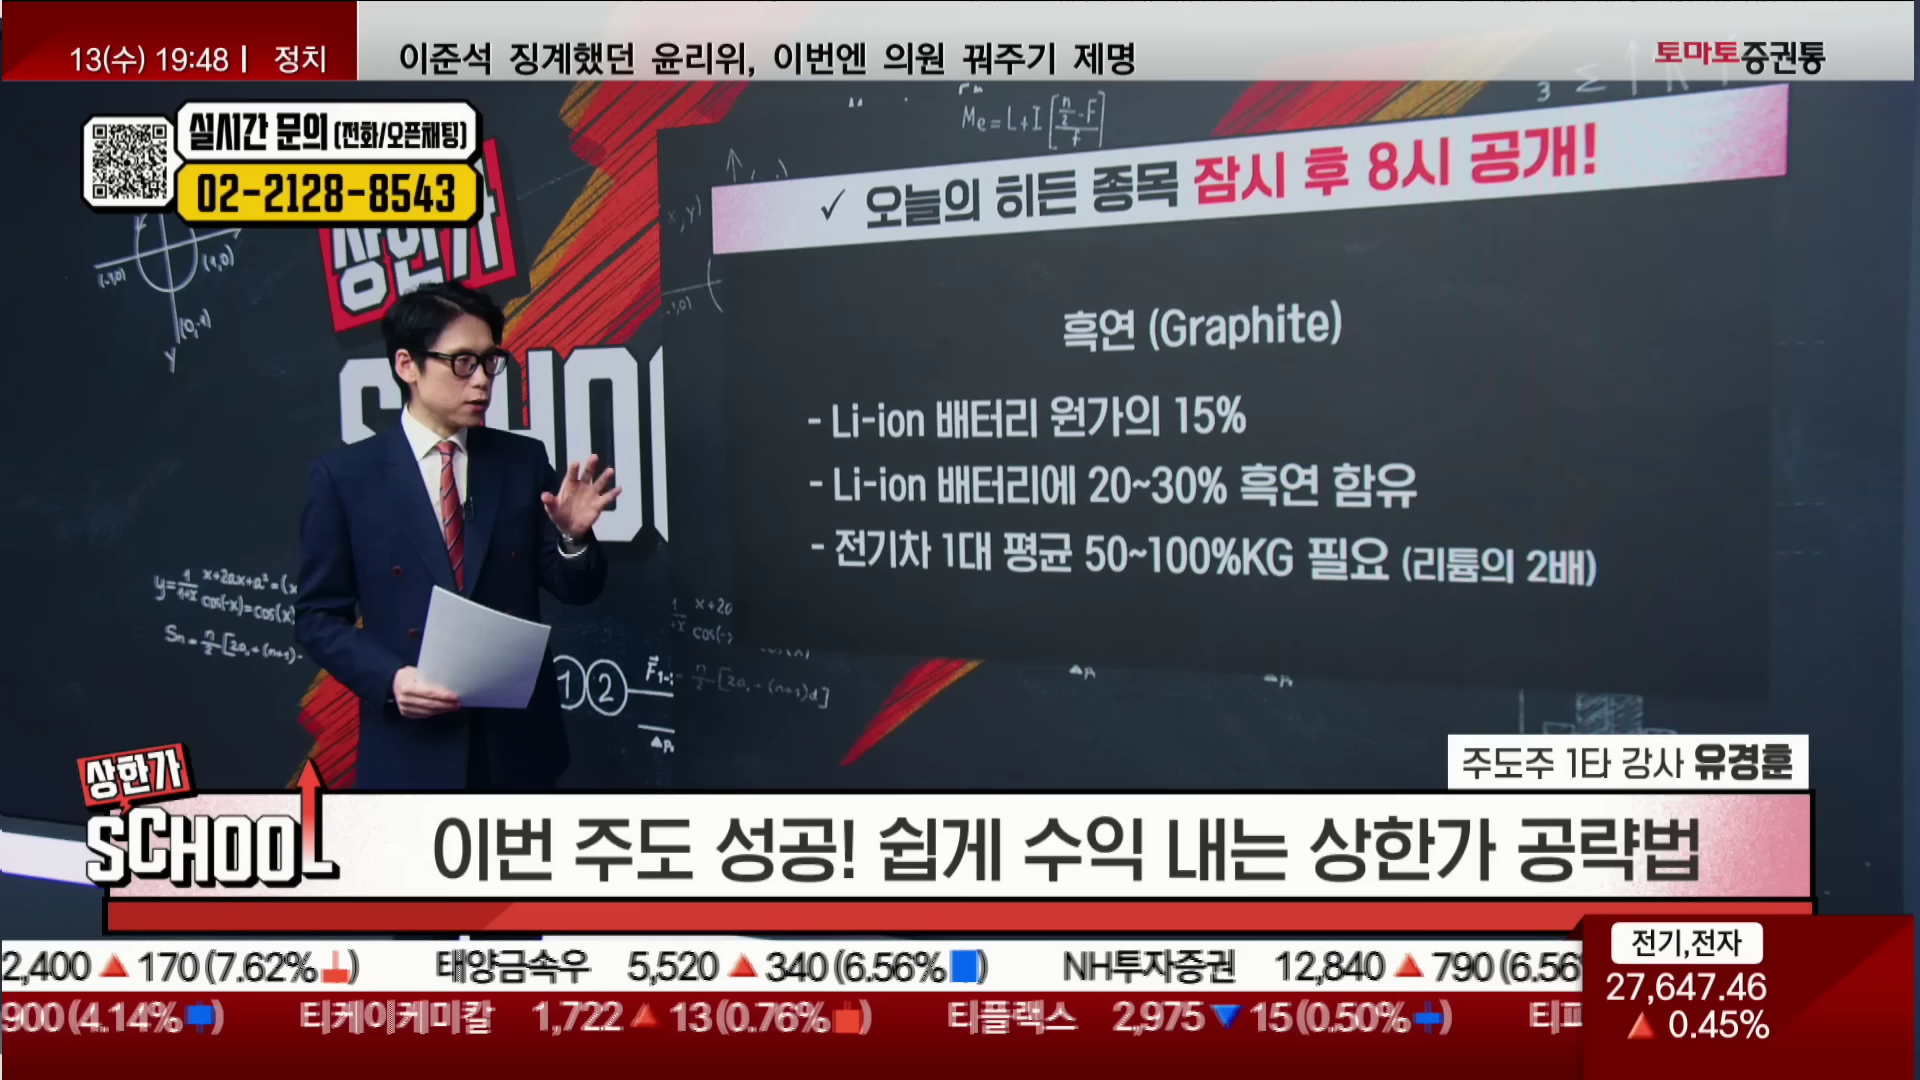 13(수) 19:48 | 정치
이준석 징계했던 윤리위, 이번엔 의원 꿔주기 제명
토마토증권통
실시간 문의 (전화/오픈채팅)
02-2128-8543
✓ 오늘의 히든 종목 잠시 후 8시 공개!
흑연 (Graphite)
- Li-ion 배터리 원가의 15%
- Li-ion 배터리에 20~30% 흑연 함유
- 전기차 1대 평균 50~100%KG 필요 (리튬의 2배)
상한가
주도주 1타 강사 유경훈
상한가
SCHOOL
이번 주도 성공! 쉽게 수익 내는 상한가 공략법
2,400 ▲ 170 (7.62%) 태양금속우 5,520 ▲ 340 (6.56%) NH투자증권 12,840 ▲ 790 (6.56
900 (4.14%) 티케이케미칼 1,722 ▲ 13 (0.76%) 티플랙스 2,975 ▼ 15 (0.50%)
전기,전자
27,647.46
▲ 0.45%